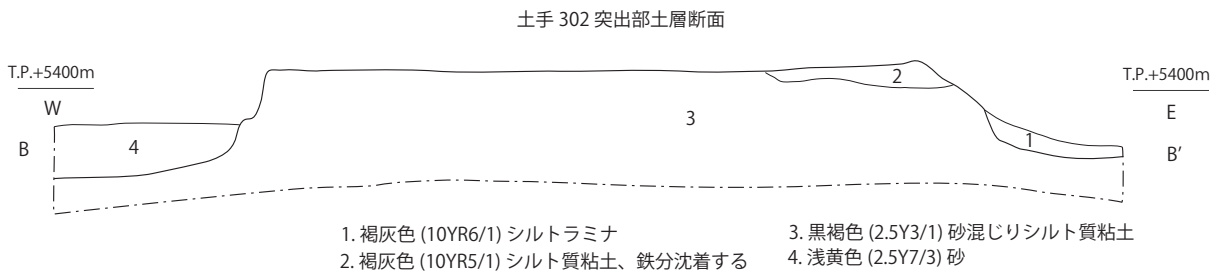 土手 302 突出部土層断面
T.P.+5400m
T.P.+5400m
W
E
B
B’
2
3
4
1
1. 褐灰色 (10YR6/1) シルトラミナ
2. 褐灰色 (10YR5/1) シルト質粘土、鉄分沈着する
3. 黒褐色 (2.5Y3/1) 砂混じりシルト質粘土
4. 浅黄色 (2.5Y7/3) 砂